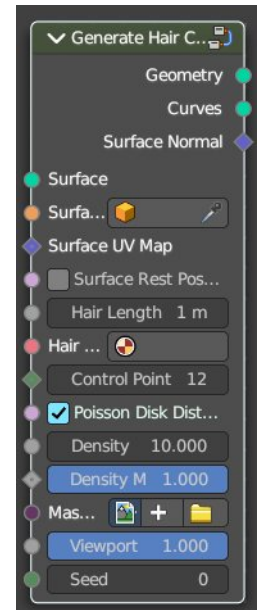 Generate Hair C..
Geometry
Curves
Surface Normal
Surface
Surfa...
Surface UV Map
Surface Rest Pos...
Hair Length 1 m
Hair ...
Control Point 12
Poisson Disk Dist...
Density 10.000
Density M 1.000
Mas...
Viewport 1.000
Seed 0